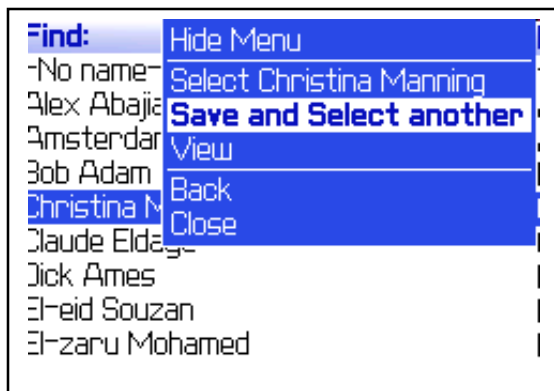 Find:
-No name-
Alex Abajia
Amsterdar
Bob Adam
Christina M
Claude Eldag
Dick Ames
El-eid Souzan
El-zaru Mohamed
Hide Menu
Select Christina Manning
Save and Select another
View
Back
Close